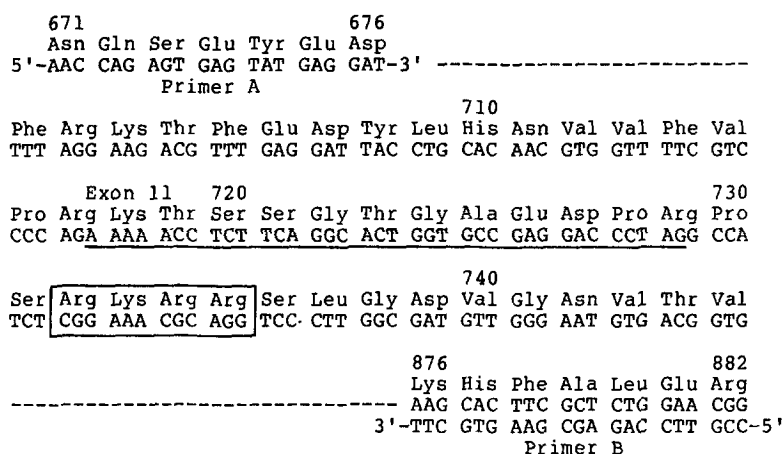 671 676
Asn Gln Ser Glu Tyr Glu Asp
5'-AAC CAG AGT GAG TAT GAG GAT-3' --------------------------
Primer A
710
Phe Arg Lys Thr Phe Glu Asp Tyr Leu His Asn Val Val Phe Val
TTT AGG AAG ACG TTT GAG GAT TAC CTG CAC AAC GTG GTT TTC GTC
Exon 11 720 730
Pro Arg Lys Thr Ser Ser Gly Thr Gly Ala Glu Asp Pro Arg Pro
CCC AGA AAA ACC TCT TCA GGC ACT GGT GCC GAG GAC CCT AGG CCA
740
Ser Arg Lys Arg Arg Ser Leu Gly Asp Val Gly Asn Val Thr Val
TCT CGG AAA CGC AGG TCC CTT GGC GAT GTT GGG AAT GTG ACG GTG
876 882
Lys His Phe Ala Leu Glu Arg
-------------------------------- AAG CAC TTC GCT CTG GAA CGG
3'-TTC GTG AAG CGA GAC CTT GCC-5'
Primer B